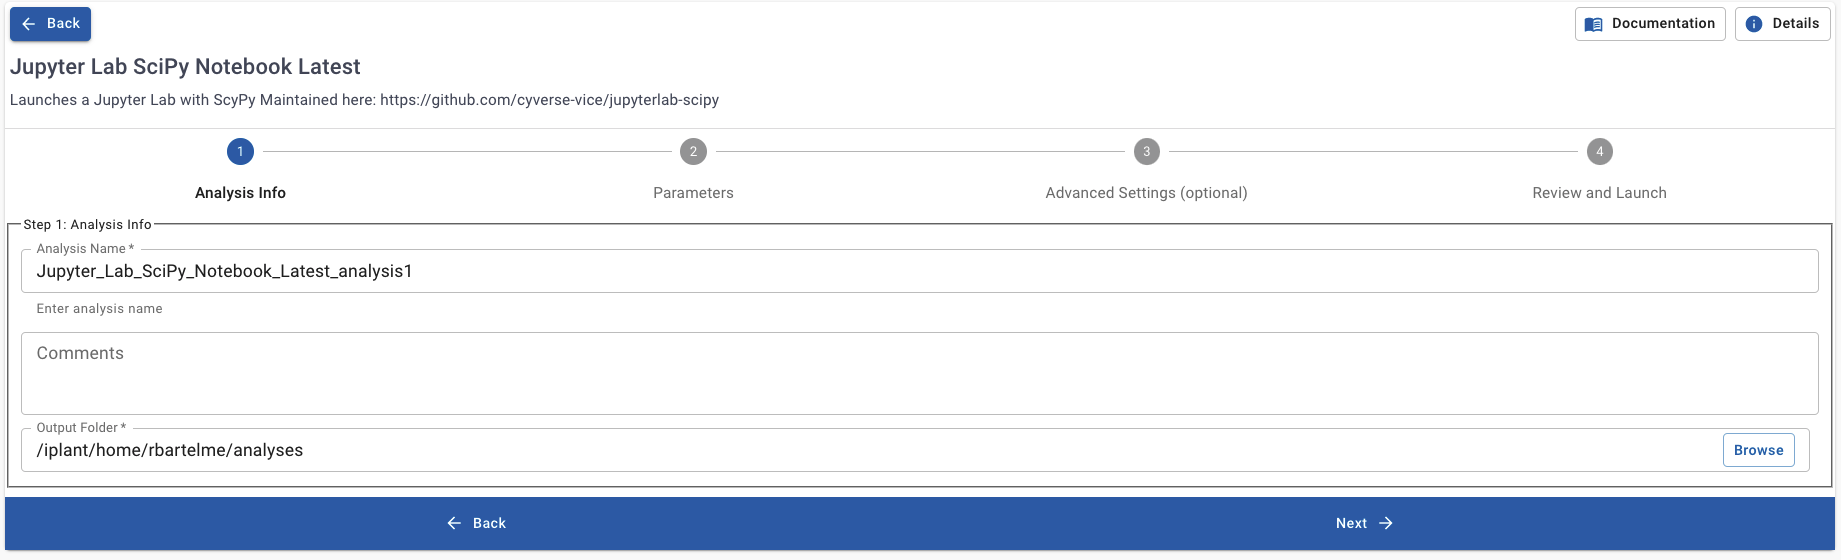 Back
Documentation
Details
Jupyter Lab SciPy Notebook Latest
Launches a Jupyter Lab with ScyPy Maintained here: https://github.com/cyverse-vice/jupyterlab-scipy
1
2
3
4
Analysis Info
Parameters
Advanced Settings (optional)
Review and Launch
Step 1: Analysis Info
Analysis Name *
Jupyter_Lab_SciPy_Notebook_Latest_analysis1
Enter analysis name
Comments
Output Folder *
/iplant/home/rbartelme/analyses
Browse
Back
Next